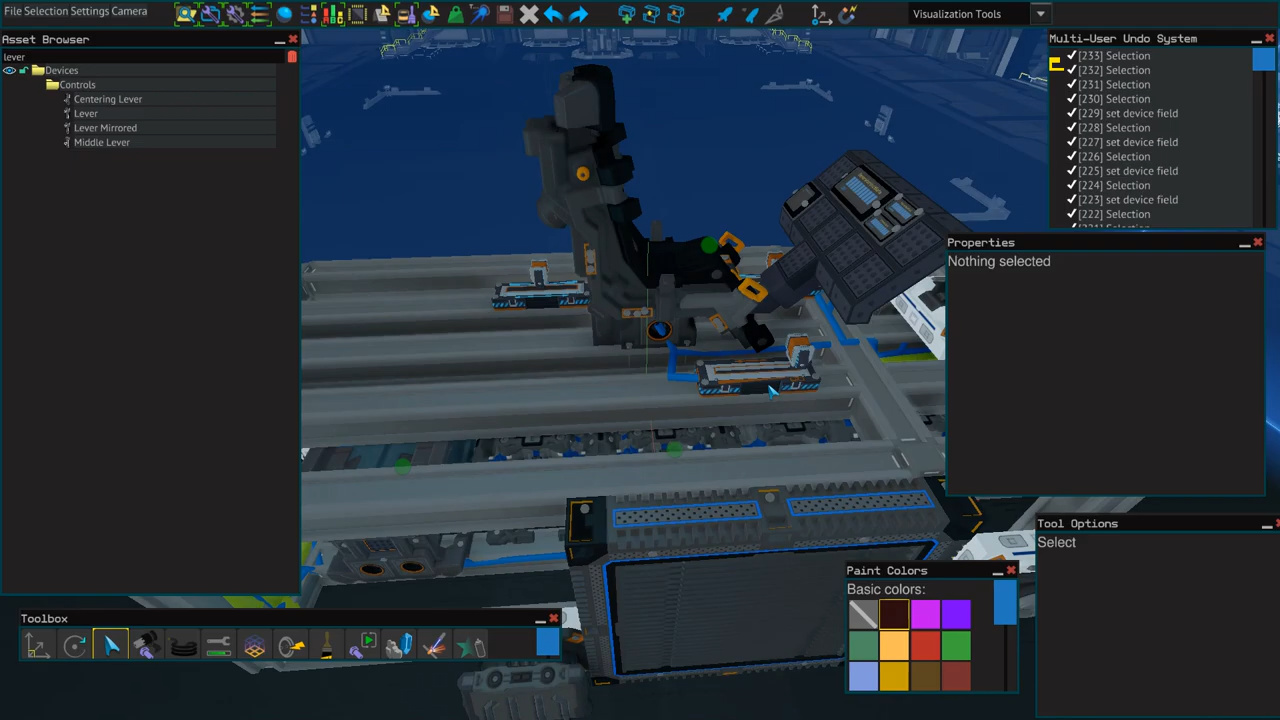 File Selection Settings Camera
Visualization Tools
Asset Browser
lever
Devices
Controls
Centering Lever
Lever
Lever Mirrored
Middle Lever
Multi-User Undo System
[233] Selection
[232] Selection
[231] Selection
[230] Selection
[229] set device field
[228] Selection
[227] set device field
[226] Selection
[225] set device field
[224] Selection
[223] set device field
[222] Selection
Properties
Nothing selected
Tool Options
Select
Paint Colors
Basic colors:
Toolbox